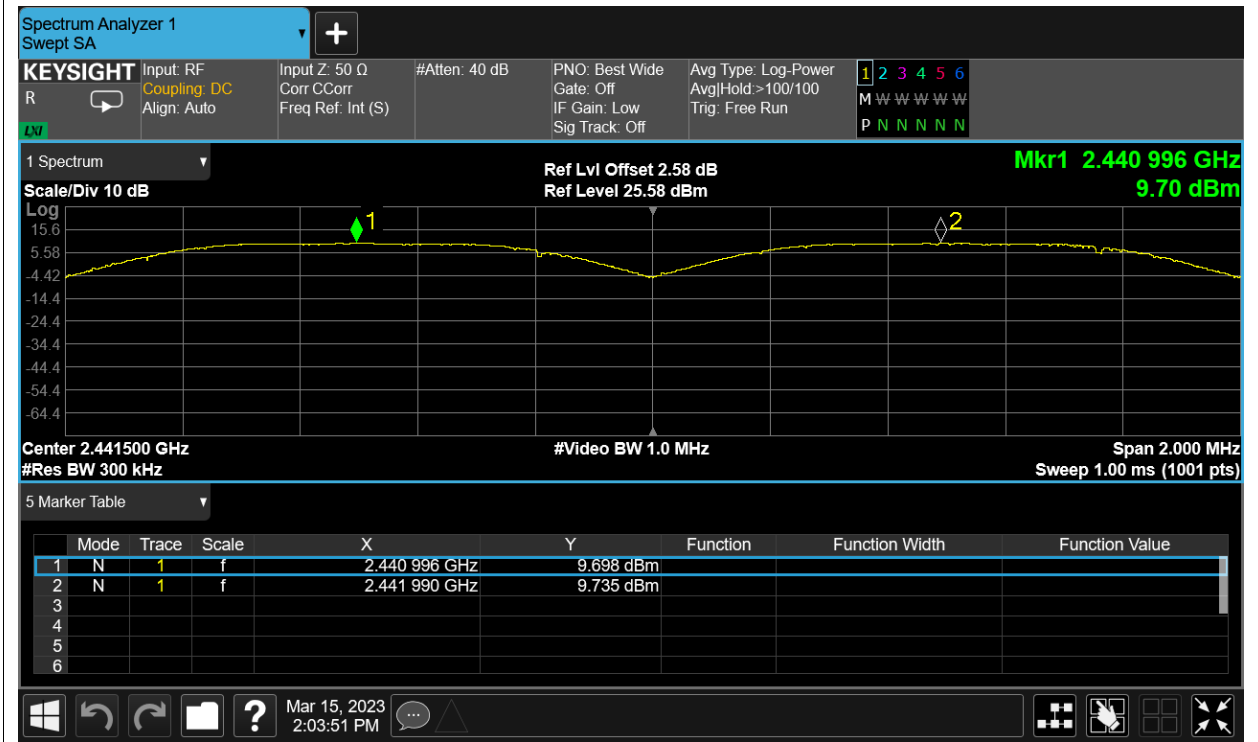 Spectrum Analyzer 1
Swept SA
KEYSIGHT
R
LXI
Input: RF
Coupling: DC
Align: Auto
Input Z: 50 Ω
Corr CCorr
Freq Ref: Int (S)
#Atten: 40 dB
PNO: Best Wide
Gate: Off
IF Gain: Low
Sig Track: Off
Avg Type: Log-Power
Avg|Hold:>100/100
Trig: Free Run
1 2 3 4 5 6
M W W W W W
P N N N N N
1 Spectrum
Scale/Div 10 dB
Ref Lvl Offset 2.58 dB
Ref Level 25.58 dBm
Mkr1 2.440 996 GHz
9.70 dBm
Log
15.6
5.58
-4.42
-14.4
-24.4
-34.4
-44.4
-54.4
-64.4
1
2
Center 2.441500 GHz
#Video BW 1.0 MHz
Span 2.000 MHz
#Res BW 300 kHz
Sweep 1.00 ms (1001 pts)
5 Marker Table
Mode Trace Scale X Y Function Function Width Function Value
1 N 1 f 2.440 996 GHz 9.698 dBm
2 N 1 f 2.441 990 GHz 9.735 dBm
3
4
5
6
?
Mar 15, 2023
2:03:51 PM